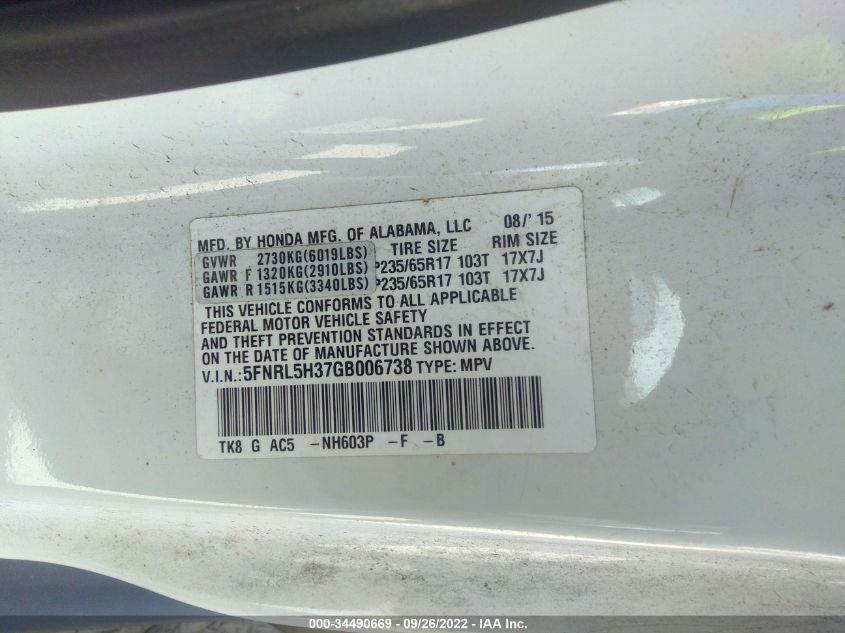 MFD. BY HONDA MFG. OF ALABAMA, LLC 08/' 15
GVWR 2730KG(6019LBS) TIRE SIZE RIM SIZE
GAWR F 1320KG(2910LBS) P235/65R17 103T 17X7J
GAWR R 1515KG(3340LBS) P235/65R17 103T 17X7J
THIS VEHICLE CONFORMS TO ALL APPLICABLE
FEDERAL MOTOR VEHICLE SAFETY
AND THEFT PREVENTION STANDARDS IN EFFECT
ON THE DATE OF MANUFACTURE SHOWN ABOVE.
V.I.N.:5FNRL5H37GB006738 TYPE: MPV
TK8 G AC5 -NH603P -F -B
000-34490669 - 09/26/2022 - IAA Inc.